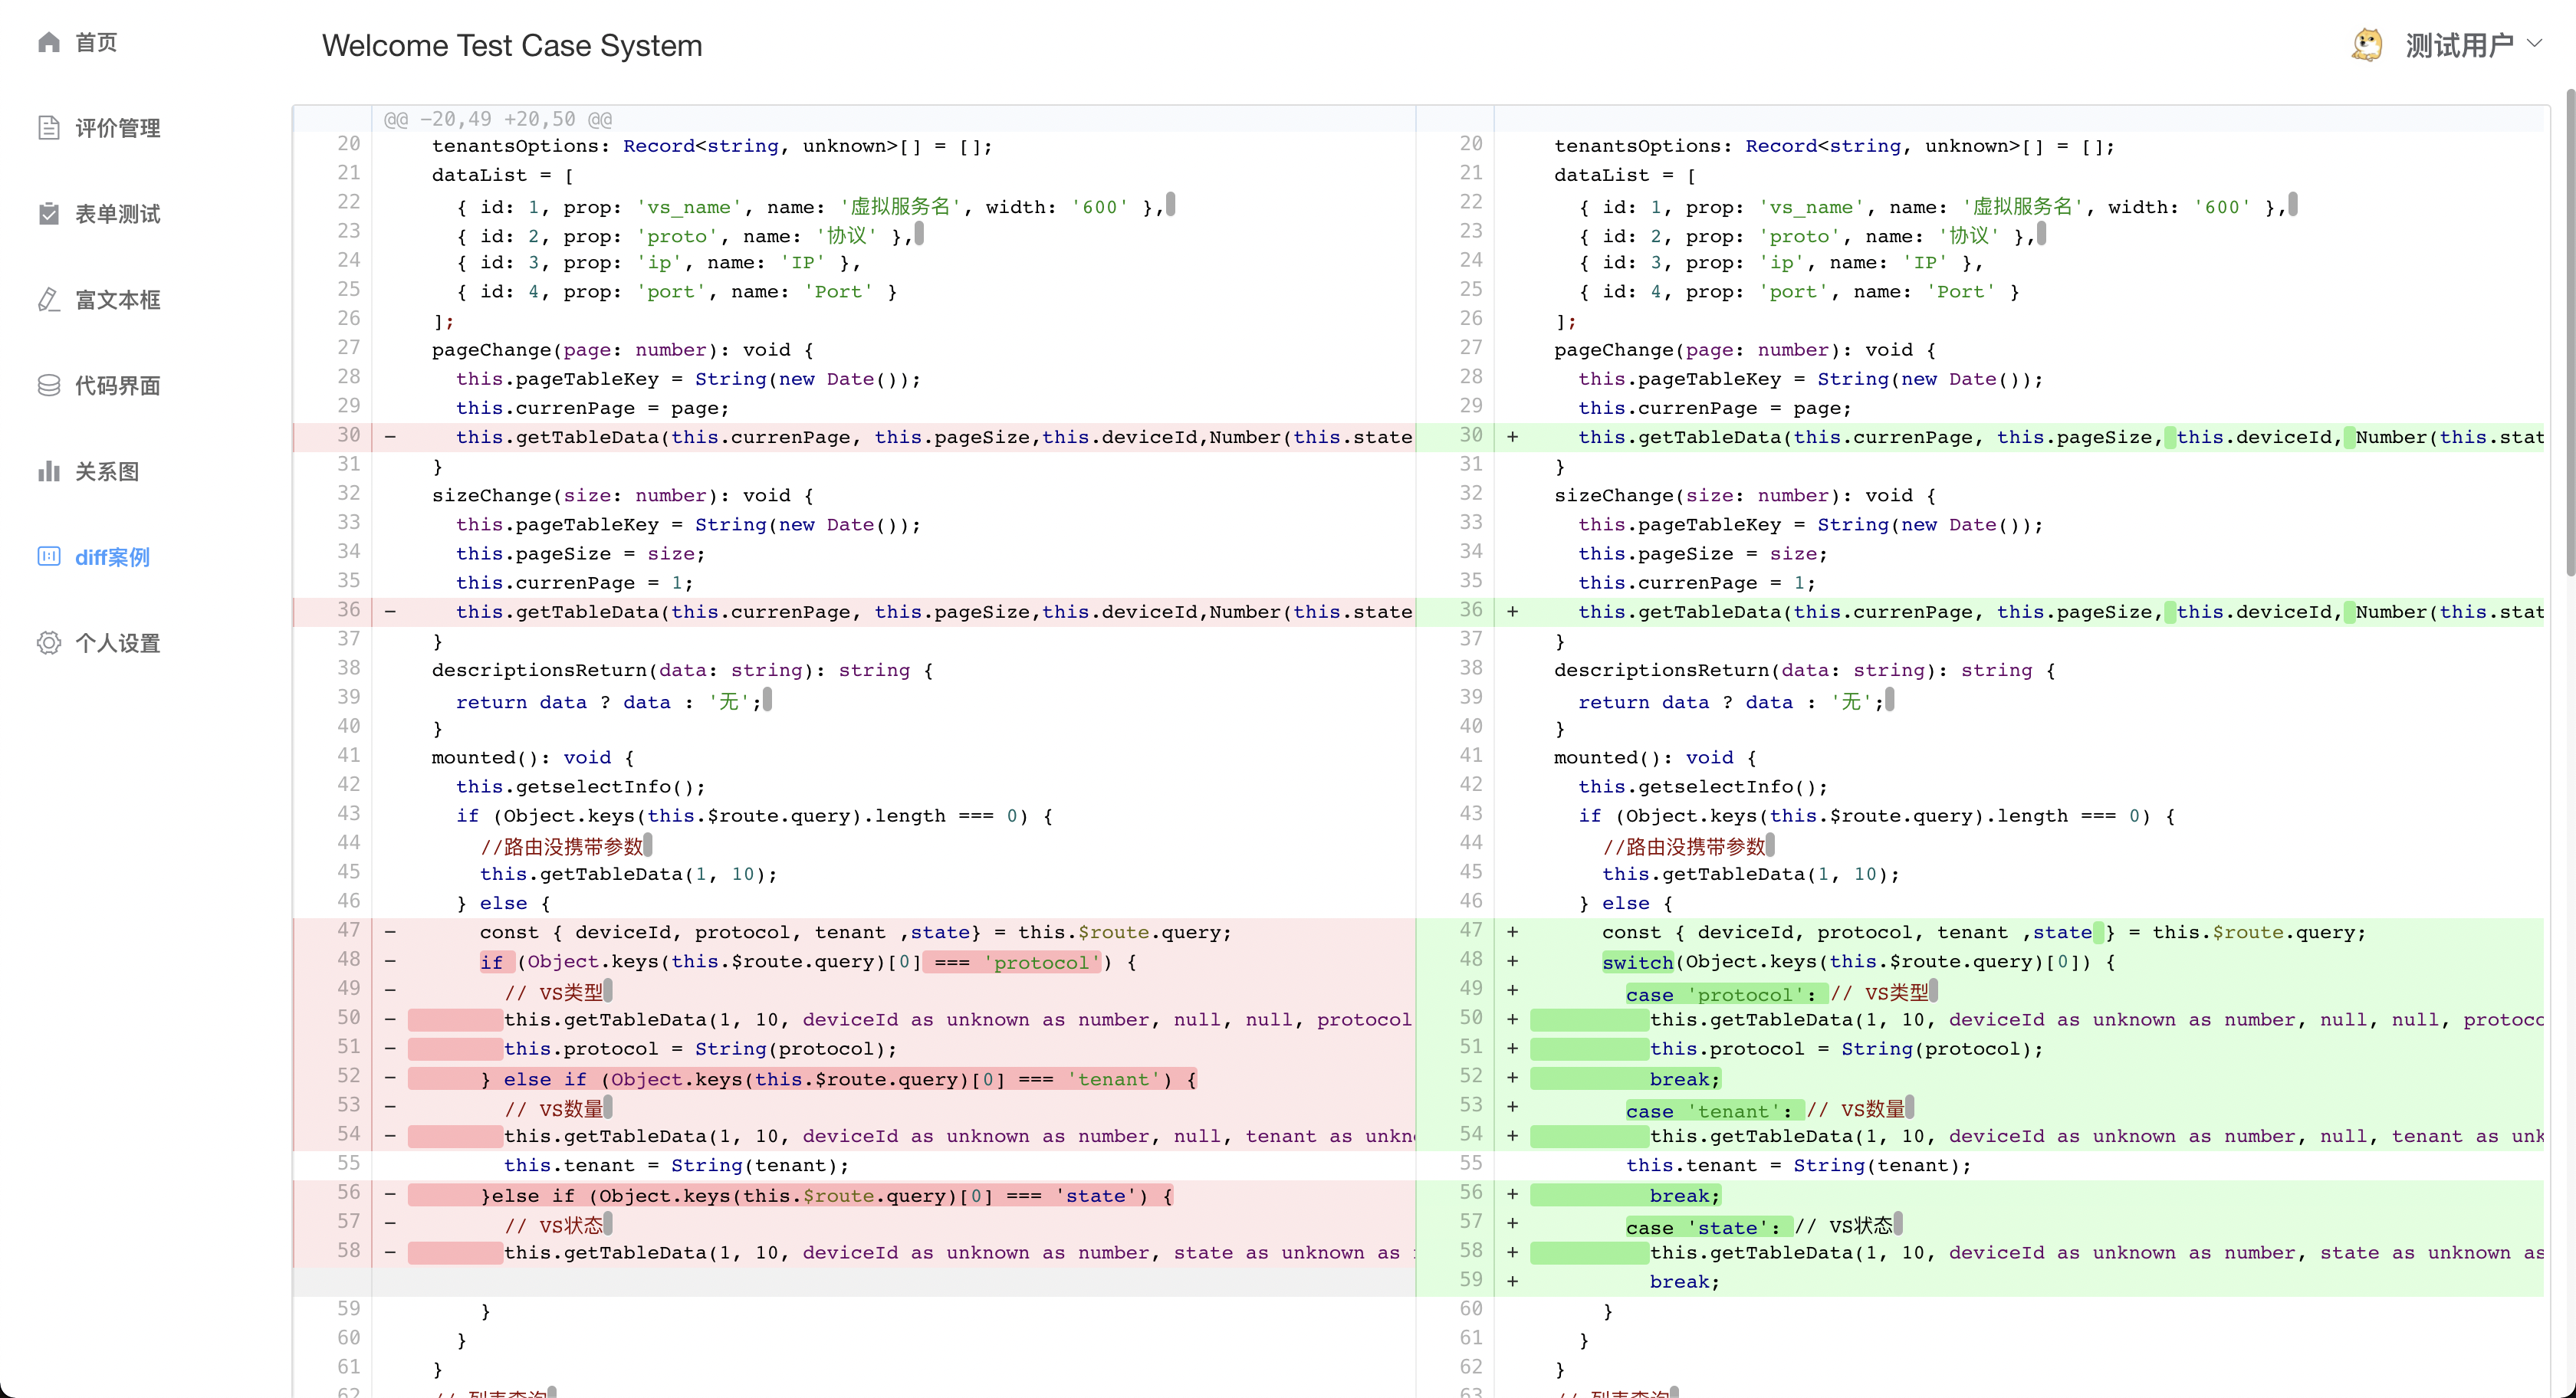 首页
评价管理
表单测试
富文本框
代码界面
关系图
diff案例
个人设置
Welcome Test Case System
测试用户
@@ -20,49 +20,50 @@
20 tenantsOptions: Record<string, unknown>[] = [];
21 dataList = [
22 { id: 1, prop: 'vs_name', name: '虚拟服务名', width: '600' },
23 { id: 2, prop: 'proto', name: '协议' },
24 { id: 3, prop: 'ip', name: 'IP' },
25 { id: 4, prop: 'port', name: 'Port' }
26 ];
27 pageChange(page: number): void {
28 this.pageTableKey = String(new Date());
29 this.currenPage = page;
30 - this.getTableData(this.currenPage, this.pageSize,this.deviceId,Number(this.state
31 }
32 sizeChange(size: number): void {
33 this.pageTableKey = String(new Date());
34 this.pageSize = size;
35 this.currenPage = 1;
36 - this.getTableData(this.currenPage, this.pageSize,this.deviceId,Number(this.state
37 }
38 descriptionsReturn(data: string): string {
39 return data ? data : '无';
40 }
41 mounted(): void {
42 this.getselectInfo();
43 if (Object.keys(this.$route.query).length === 0) {
44 //路由没携带参数
45 this.getTableData(1, 10);
46 } else {
47 - const { deviceId, protocol, tenant ,state} = this.$route.query;
48 - if (Object.keys(this.$route.query)[0] === 'protocol') {
49 - // VS类型
50 - this.getTableData(1, 10, deviceId as unknown as number, null, null, protocol
51 - this.protocol = String(protocol);
52 - } else if (Object.keys(this.$route.query)[0] === 'tenant') {
53 - // VS数量
54 - this.getTableData(1, 10, deviceId as unknown as number, null, tenant as unkn
55 this.tenant = String(tenant);
56 - }else if (Object.keys(this.$route.query)[0] === 'state') {
57 - // VS状态
58 - this.getTableData(1, 10, deviceId as unknown as number, state as unknown as
59 }
60 }
61 }
62 // 列表查询
20 tenantsOptions: Record<string, unknown>[] = [];
21 dataList = [
22 { id: 1, prop: 'vs_name', name: '虚拟服务名', width: '600' },
23 { id: 2, prop: 'proto', name: '协议' },
24 { id: 3, prop: 'ip', name: 'IP' },
25 { id: 4, prop: 'port', name: 'Port' }
26 ];
27 pageChange(page: number): void {
28 this.pageTableKey = String(new Date());
29 this.currenPage = page;
30 + this.getTableData(this.currenPage, this.pageSize, this.deviceId, Number(this.stat
31 }
32 sizeChange(size: number): void {
33 this.pageTableKey = String(new Date());
34 this.pageSize = size;
35 this.currenPage = 1;
36 + this.getTableData(this.currenPage, this.pageSize, this.deviceId, Number(this.stat
37 }
38 descriptionsReturn(data: string): string {
39 return data ? data : '无';
40 }
41 mounted(): void {
42 this.getselectInfo();
43 if (Object.keys(this.$route.query).length === 0) {
44 //路由没携带参数
45 this.getTableData(1, 10);
46 } else {
47 + const { deviceId, protocol, tenant ,state } = this.$route.query;
48 + switch(Object.keys(this.$route.query)[0]) {
49 + case 'protocol': // VS类型
50 + this.getTableData(1, 10, deviceId as unknown as number, null, null, protoco
51 + this.protocol = String(protocol);
52 + break;
53 + case 'tenant': // VS数量
54 + this.getTableData(1, 10, deviceId as unknown as number, null, tenant as unk
55 this.tenant = String(tenant);
56 + break;
57 + case 'state': // VS状态
58 + this.getTableData(1, 10, deviceId as unknown as number, state as unknown as
59 + break;
60 }
61 }
62 }
63 // 列表查询